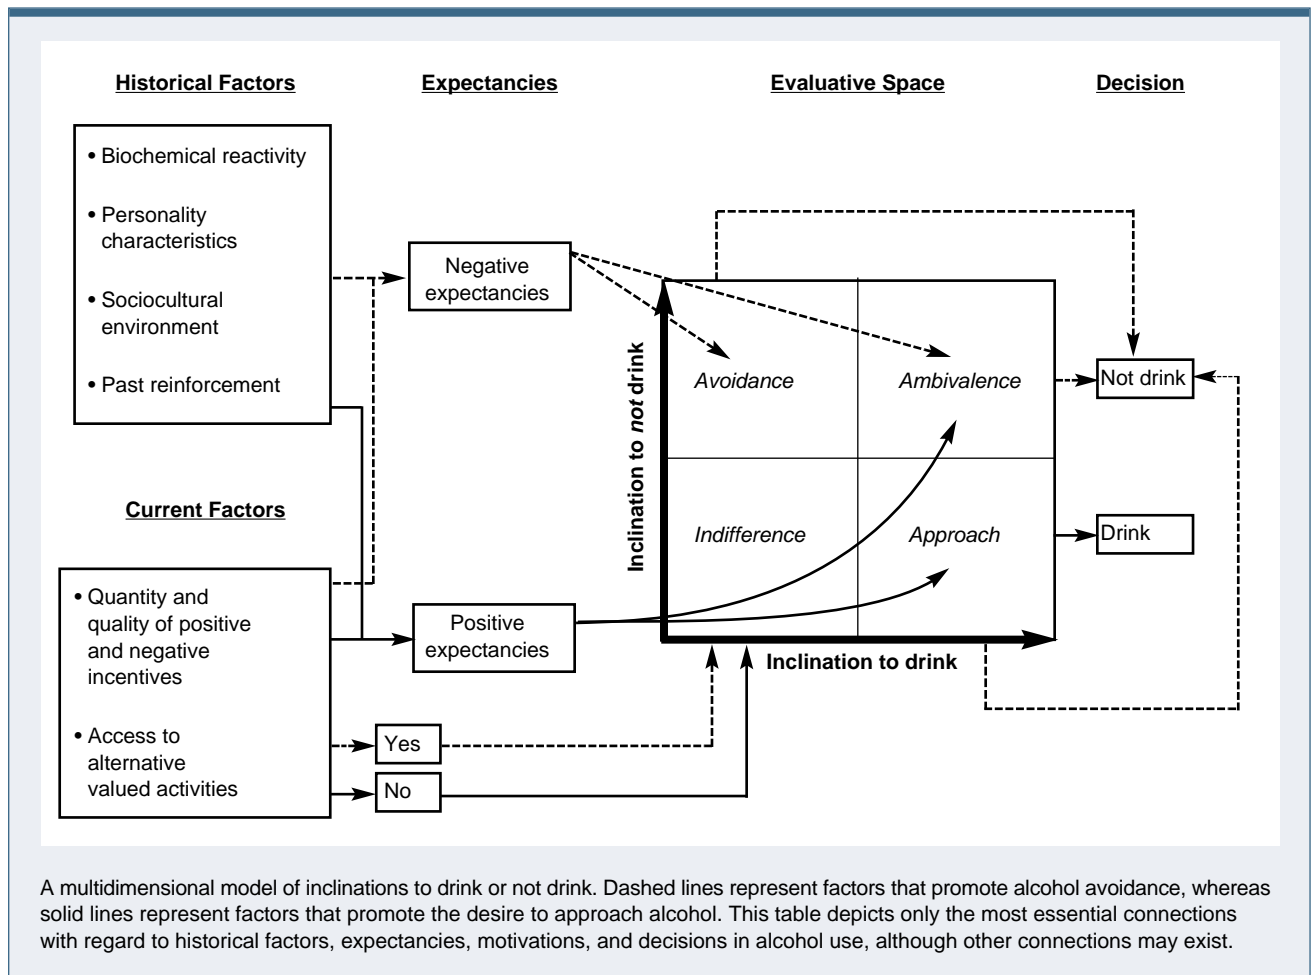 Historical Factors
Expectancies
Evaluative Space
Decision
• Biochemical reactivity
• Personality
characteristics
• Sociocultural
environment
• Past reinforcement
Current Factors
• Quantity and
quality of positive
and negative
incentives
• Access to
alternative
valued activities
Negative
expectancies
Positive
expectancies
Yes
No
Inclination to not drink
Avoidance
Ambivalence
Indifference
Approach
Inclination to drink
Not drink
Drink
A multidimensional model of inclinations to drink or not drink. Dashed lines represent factors that promote alcohol avoidance, whereas
solid lines represent factors that promote the desire to approach alcohol. This table depicts only the most essential connections
with regard to historical factors, expectancies, motivations, and decisions in alcohol use, although other connections may exist.